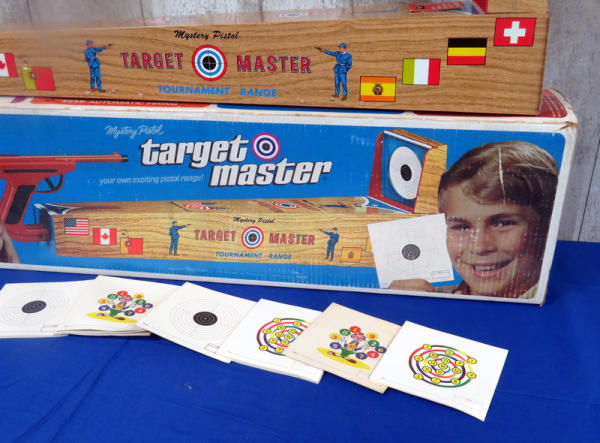 Mystery Pistol
TARGET MASTER
TOURNAMENT RANGE
AUTOMATIC
Mystery Pistol
target
master
your own exciting pistol range!
Mystery Pistol
TARGET MASTER
TOURNAMENT RANGE